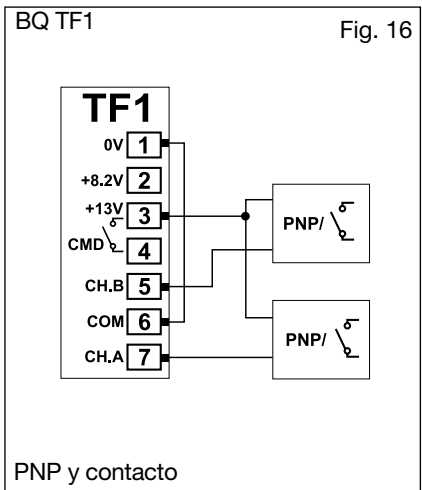 BQ TF1
Fig. 16
TF1
0V 1
+8.2V 2
+13V 3
CMD 4
CH.B 5
COM 6
CH.A 7
PNP/
PNP/
PNP y contacto